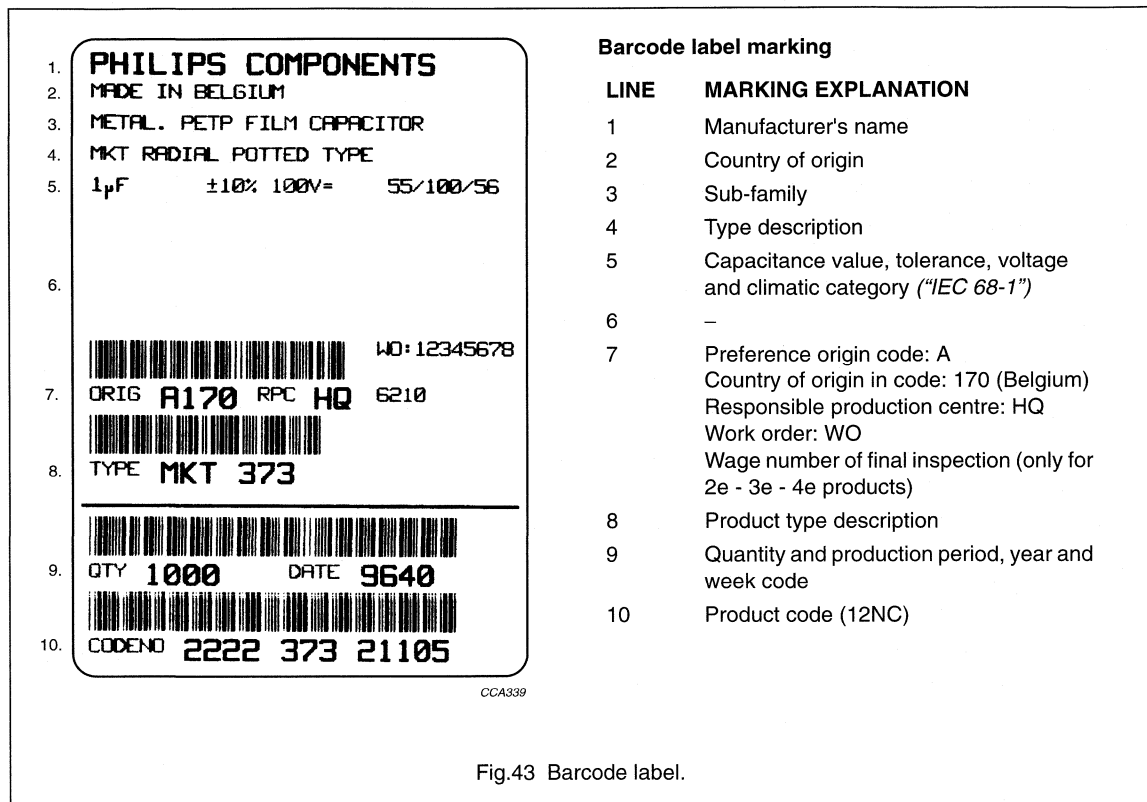 1. PHILIPS COMPONENTS
2. MADE IN BELGIUM
3. METAL. PETP FILM CAPACITOR
4. MKT RADIAL POTTED TYPE
5. 1µF ±10% 100V= 55/100/56
6.
WO:12345678
7. ORIG A170 RPC HQ 6210
8. TYPE MKT 373
9. QTY 1000 DATE 9640
10. CODENO 2222 373 21105
CCA339
Barcode label marking
LINE MARKING EXPLANATION
1 Manufacturer's name
2 Country of origin
3 Sub-family
4 Type description
5 Capacitance value, tolerance, voltage
and climatic category ("IEC 68-1")
6 –
7 Preference origin code: A
Country of origin in code: 170 (Belgium)
Responsible production centre: HQ
Work order: WO
Wage number of final inspection (only for
2e - 3e - 4e products)
8 Product type description
9 Quantity and production period, year and
week code
10 Product code (12NC)
Fig.43 Barcode label.